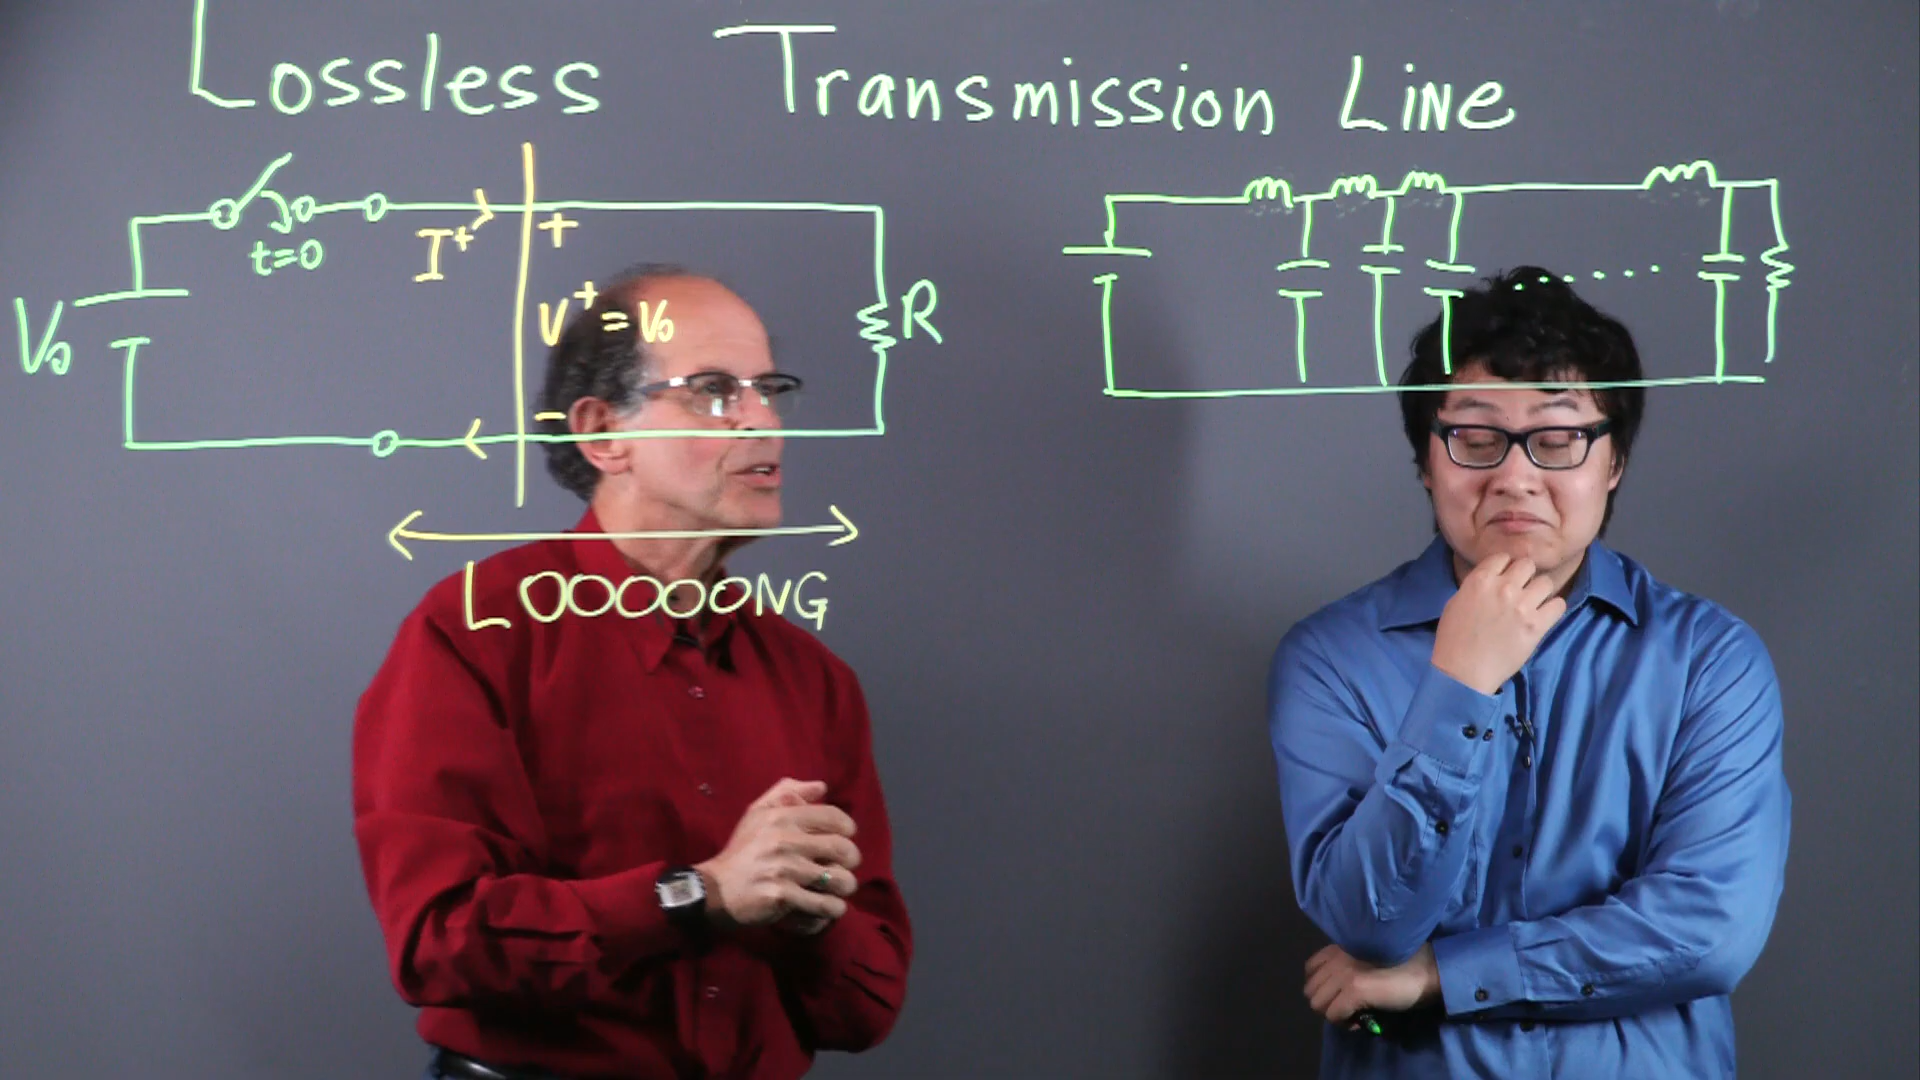 Lossless Transmission Line
t=0
I⁺
+
V⁺ = V₀
−
V₀
R
LOOOOONG